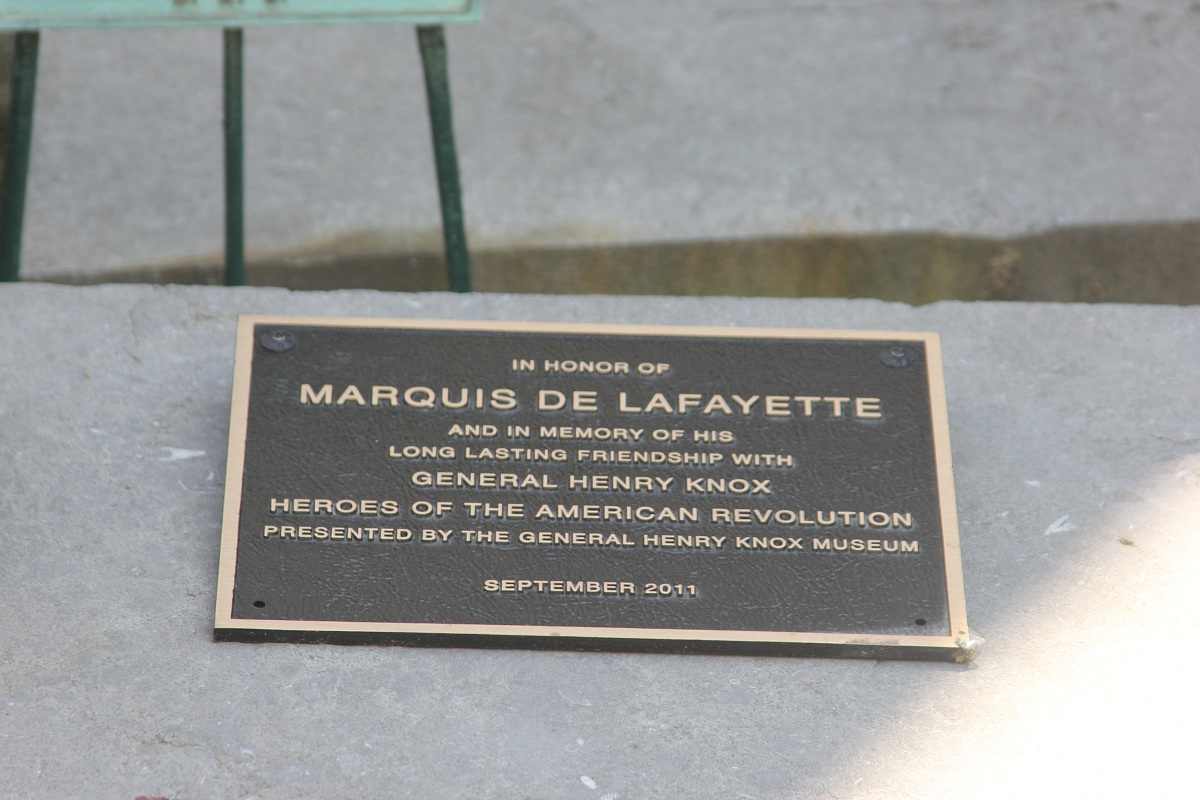 IN HONOR OF
MARQUIS DE LAFAYETTE
AND IN MEMORY OF HIS
LONG LASTING FRIENDSHIP WITH
GENERAL HENRY KNOX
HEROES OF THE AMERICAN REVOLUTION
PRESENTED BY THE GENERAL HENRY KNOX MUSEUM
SEPTEMBER 2011